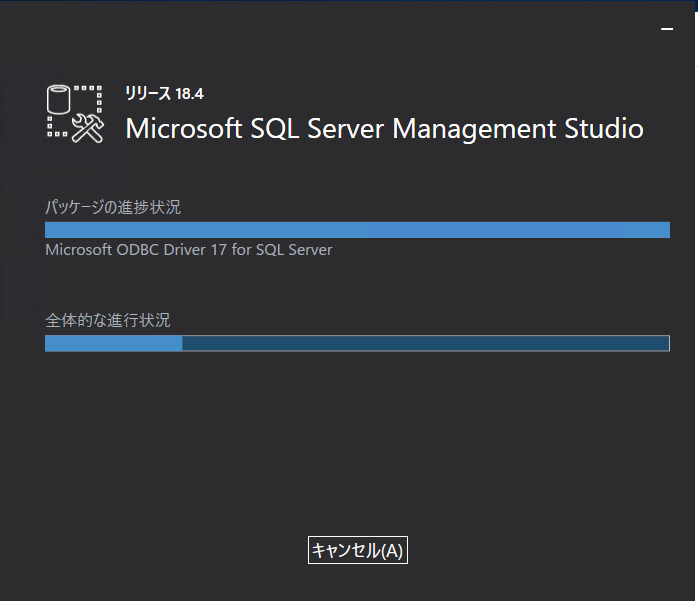 リリース 18.4
Microsoft SQL Server Management Studio
パッケージの進捗状況
Microsoft ODBC Driver 17 for SQL Server
全体的な進行状況
キャンセル(A)